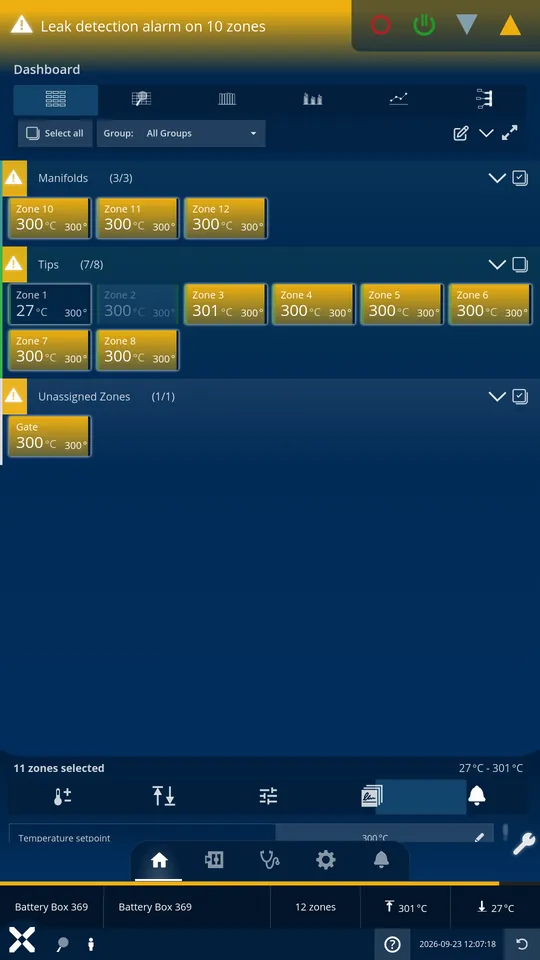 Leak detection alarm on 10 zones
Dashboard
Select all
Group: All Groups
Manifolds (3/3)
Zone 10 Zone 11 Zone 12
300 °C 300° 300 °C 300° 300 °C 300°
Tips (7/8)
Zone 1 Zone 2 Zone 3 Zone 4 Zone 5 Zone 6
27 °C 300° 300 °C 300° 301 °C 300° 300 °C 300° 300 °C 300° 300 °C 300°
Zone 7 Zone 8
300 °C 300° 300 °C 300°
Unassigned Zones (1/1)
Gate
300 °C 300°
11 zones selected 27 °C - 301 °C
Temperature setpoint 300 °C
Battery Box 369 Battery Box 369 12 zones 301 °C 27 °C
2026-09-23 12:07:18